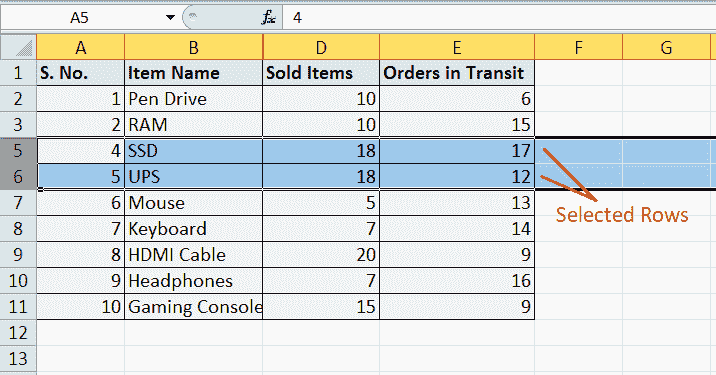 A5 fx 4
A B D E F G
1 S. No. Item Name Sold Items Orders in Transit
2 1 Pen Drive 10 6
3 2 RAM 10 15
5 4 SSD 18 17
6 5 UPS 18 12
7 6 Mouse 5 13
Selected Rows
8 7 Keyboard 7 14
9 8 HDMI Cable 20 9
10 9 Headphones 7 16
11 10 Gaming Console 15 9
12
13